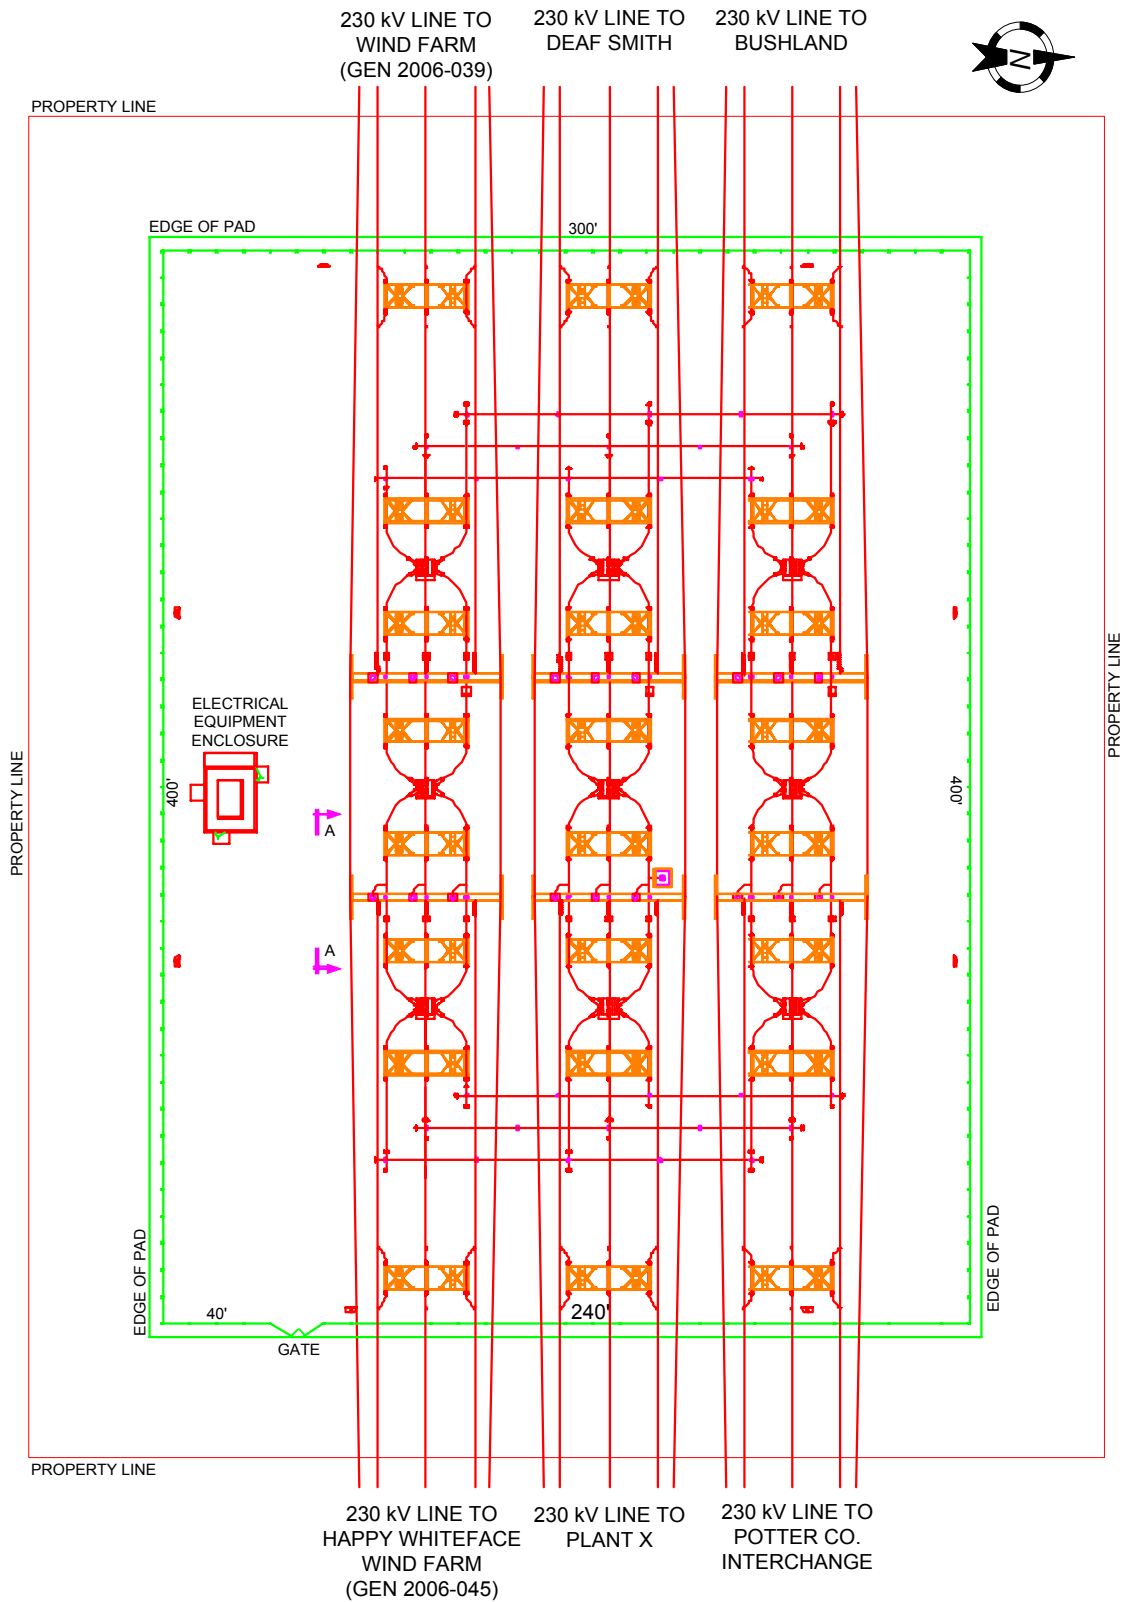 230 kV LINE TO
WIND FARM
(GEN 2006-039)
230 kV LINE TO
DEAF SMITH
230 kV LINE TO
BUSHLAND
N
PROPERTY LINE
EDGE OF PAD
300'
ELECTRICAL
EQUIPMENT
ENCLOSURE
PROPERTY LINE
400'
A
A
400'
PROPERTY LINE
EDGE OF PAD
40'
GATE
240'
EDGE OF PAD
PROPERTY LINE
230 kV LINE TO
HAPPY WHITEFACE
WIND FARM
(GEN 2006-045)
230 kV LINE TO
PLANT X
230 kV LINE TO
POTTER CO.
INTERCHANGE